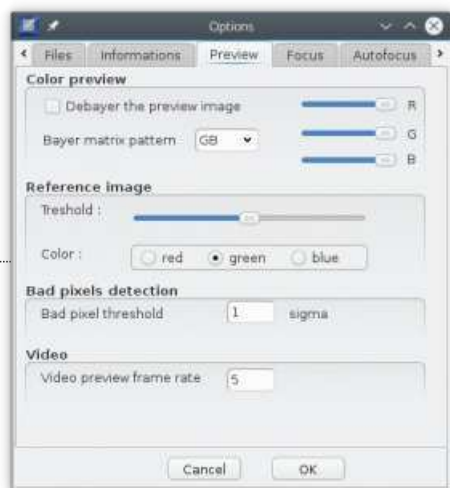 Options
Files Informations Preview Focus Autofocus
Color preview
Debayer the preview image
R
Bayer matrix pattern GB
G
B
Reference image
Treshold :
Color : red green blue
Bad pixels detection
Bad pixel threshold 1 sigma
Video
Video preview frame rate 5
Cancel OK